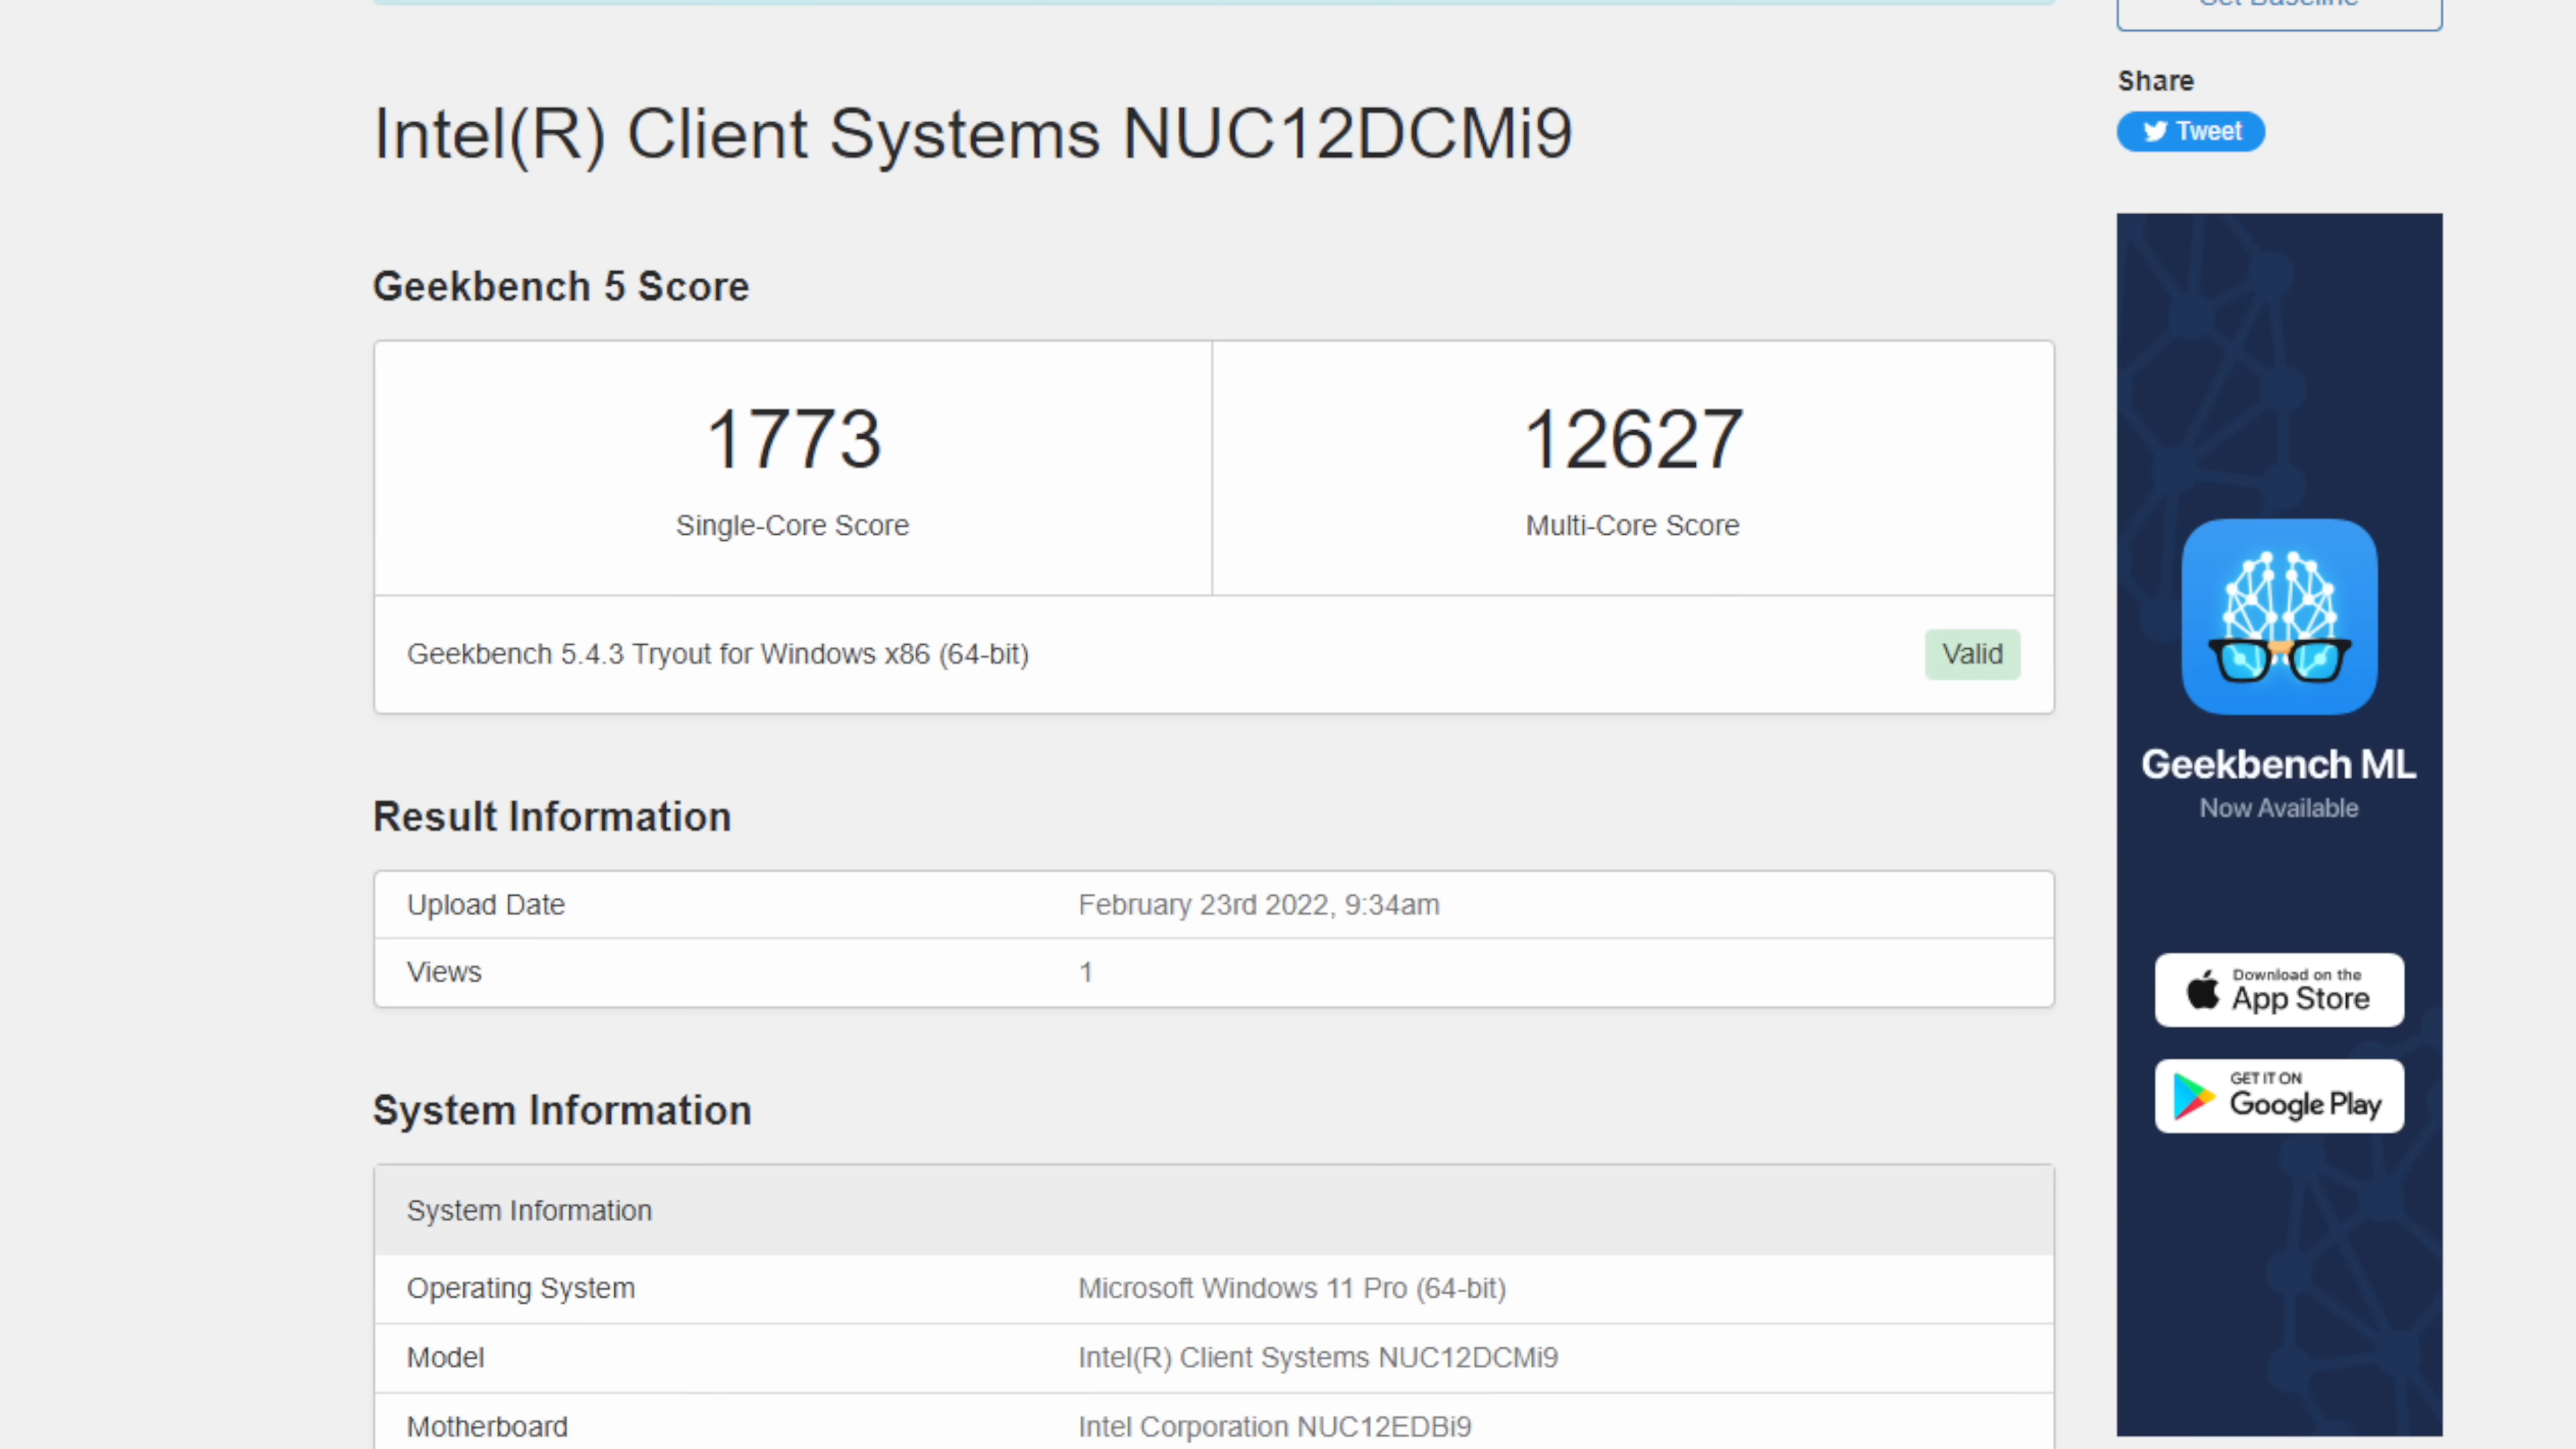 Set Baseline
Share
Tweet
Intel(R) Client Systems NUC12DCMi9
Geekbench 5 Score
1773
12627
Single-Core Score
Multi-Core Score
Geekbench 5.4.3 Tryout for Windows x86 (64-bit)
Valid
Geekbench ML
Now Available
Result Information
Upload Date
February 23rd 2022, 9:34am
Views
1
Download on the
App Store
GET IT ON
Google Play
System Information
System Information
Operating System
Microsoft Windows 11 Pro (64-bit)
Model
Intel(R) Client Systems NUC12DCMi9
Motherboard
Intel Corporation NUC12EDBi9